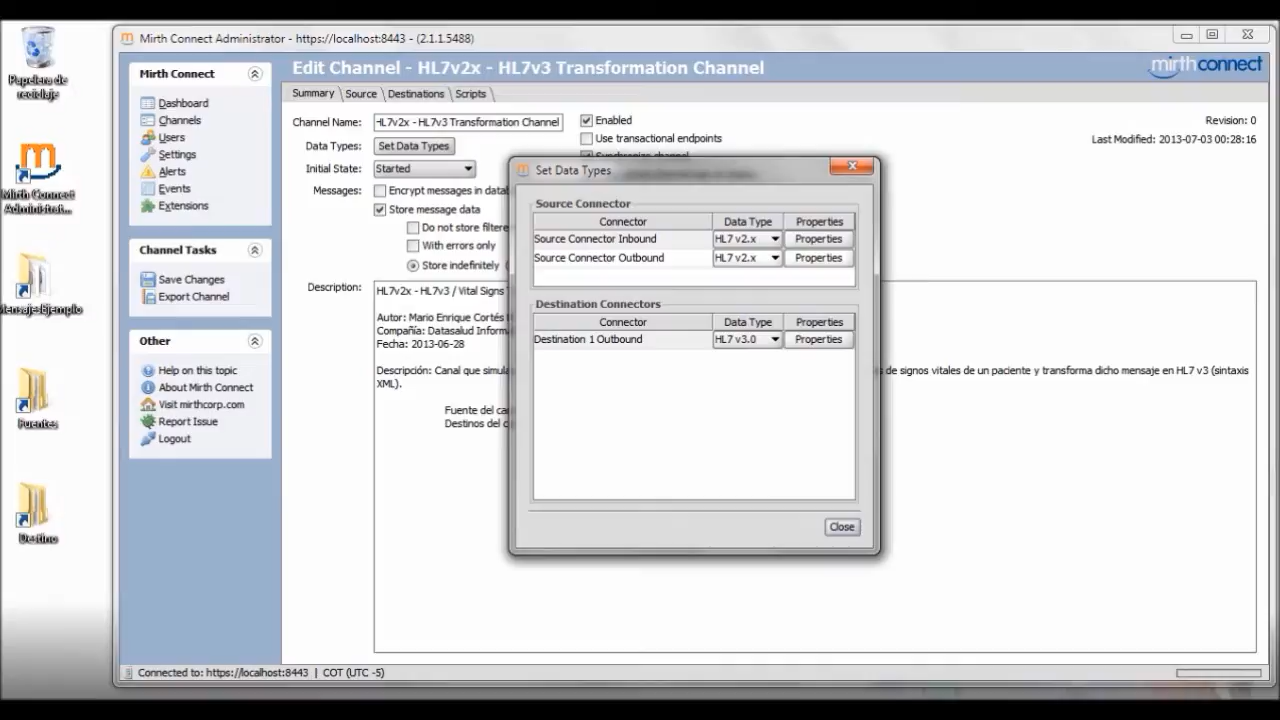 Papelera de
reciclaje
Mirth Connect
Administrat...
MensajesEjemplo
Fuentes
Destino
Mirth Connect Administrator - https://localhost:8443 - (2.1.1.5488)
Mirth Connect
Dashboard
Channels
Users
Settings
Alerts
Events
Extensions
Channel Tasks
Save Changes
Export Channel
Other
Help on this topic
About Mirth Connect
Visit mirthcorp.com
Report Issue
Logout
Edit Channel - HL7v2x - HL7v3 Transformation Channel
mirthconnect
Summary Source Destinations Scripts
Channel Name: HL7v2x - HL7v3 Transformation Channel Enabled
Revision: 0
Data Types: Set Data Types Use transactional endpoints
Last Modified: 2013-07-03 00:28:16
Synchronize channel
Initial State: Started
Messages: Encrypt messages in datab
Store message data
Do not store filtere
With errors only
Store indefinitely
Description: HL7v2x - HL7v3 / Vital Signs
Autor: Mario Enrique Cortés
Compañía: Datasalud Inform
Fecha: 2013-06-28
Descripción: Canal que simul s de signos vitales de un paciente y transforma dicho mensaje en HL7 v3 (sintaxis
XML).
Fuente del ca
Destinos del
Set Data Types
Source Connector
Connector Data Type Properties
Source Connector Inbound HL7 v2.x Properties
Source Connector Outbound HL7 v2.x Properties
Destination Connectors
Connector Data Type Properties
Destination 1 Outbound HL7 v3.0 Properties
Close
Connected to: https://localhost:8443 | COT (UTC -5)